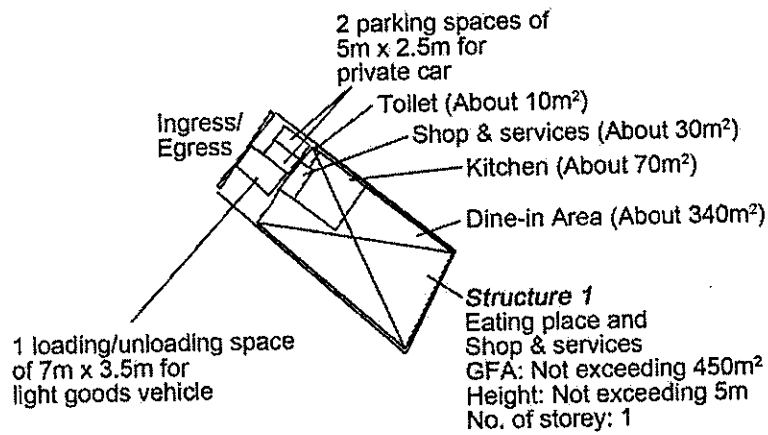 2 parking spaces of
5m x 2.5m for
private car
Toilet (About 10m²)
Ingress/
Egress
Shop & services (About 30m²)
Kitchen (About 70m²)
Dine-in Area (About 340m²)
Structure 1
Eating place and
Shop & services
GFA: Not exceeding 450m²
Height: Not exceeding 5m
No. of storey: 1
1 loading/unloading space
of 7m x 3.5m for
light goods vehicle